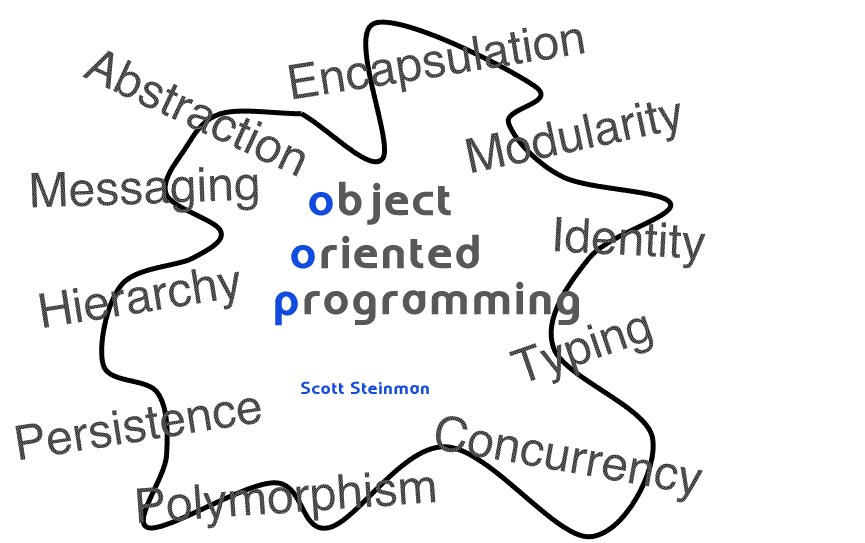 Encapsulation
Abstraction
Modularity
Messaging
object
oriented
programming
Identity
Hierarchy
Typing
Scott Steinman
Persistence
Concurrency
Polymorphism